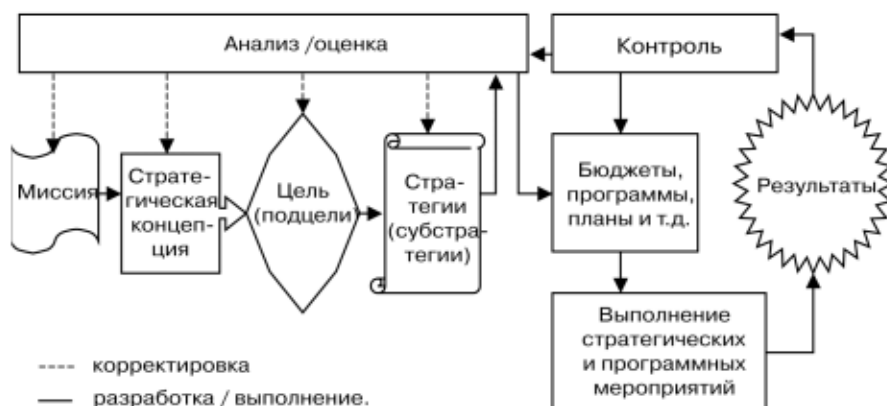 Анализ /оценка
Контроль
Миссия
Страте-
гическая
концеп-
ция
Цель
(подцели)
Стра-
тегии
(субстра-
тегии)
Бюджеты,
программы,
планы и т.д.
Результаты
Выполнение
стратегических
и программных
мероприятий
корректировка
разработка / выполнение.